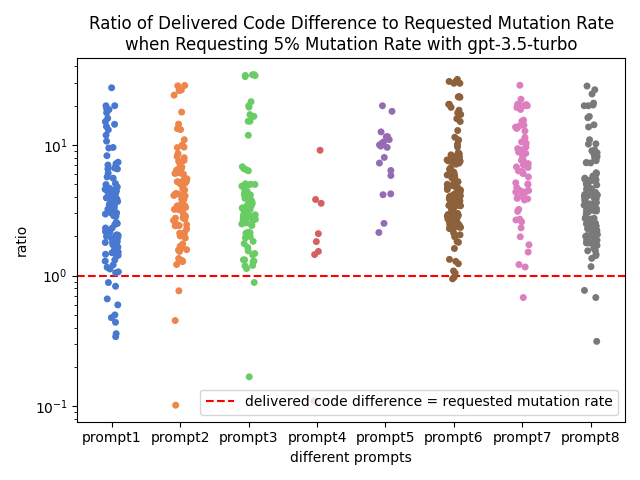 Ratio of Delivered Code Difference to Requested Mutation Rate
when Requesting 5% Mutation Rate with gpt-3.5-turbo
ratio
10¹
10⁰
10⁻¹
delivered code difference = requested mutation rate
prompt1 prompt2 prompt3 prompt4 prompt5 prompt6 prompt7 prompt8
different prompts